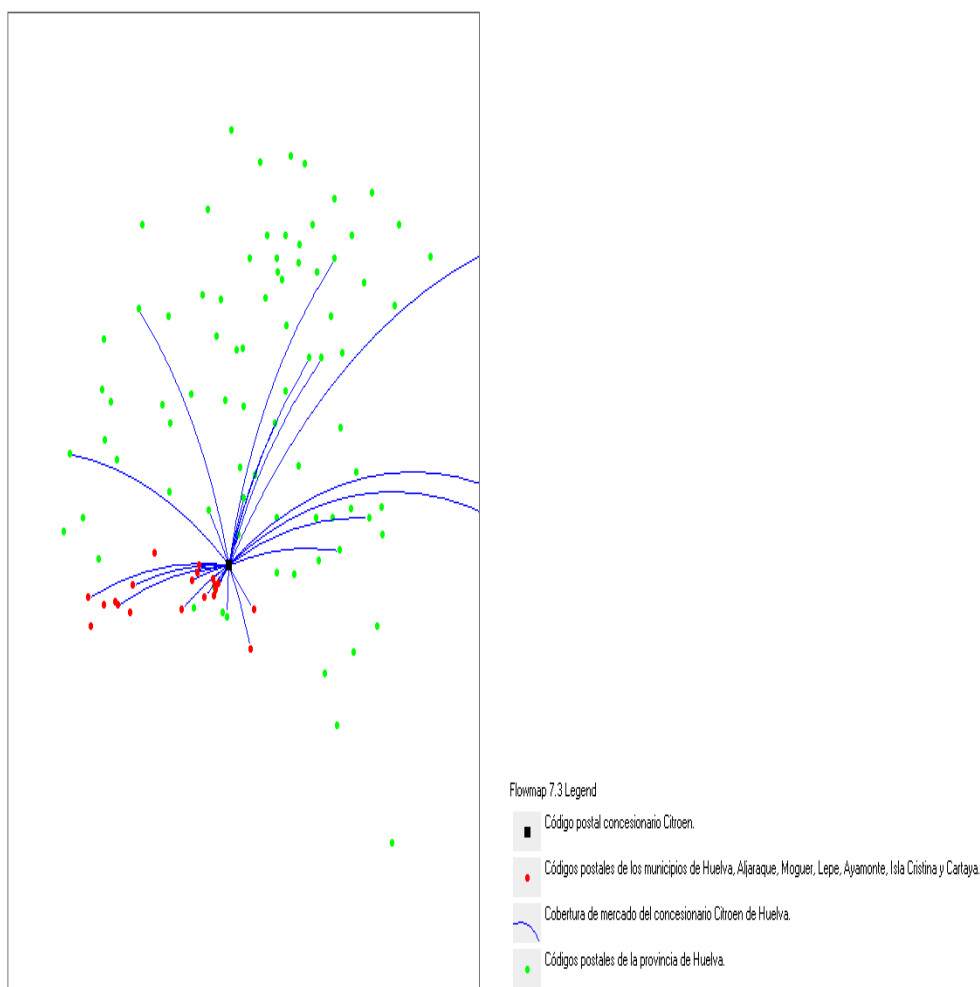 Flowmap 7.3 Legend
Código postal concesionario Citroen.
Códigos postales de los municipios de Huelva, Aljaraque, Moguer, Lepe, Ayamonte, Isla Cristina y Cartaya.
Cobertura de mercado del concesionario Citroen de Huelva.
Códigos postales de la provincia de Huelva.